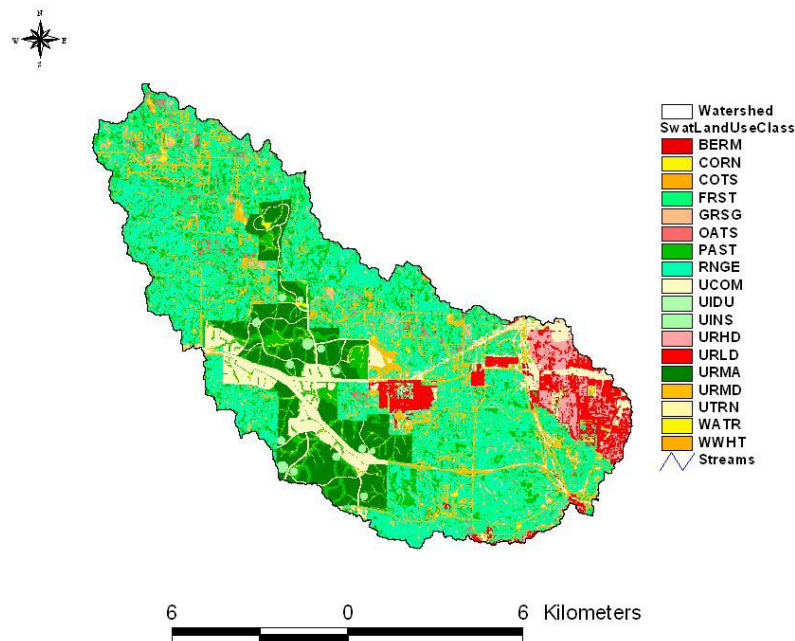 N
W E
S
Watershed
SwatLandUseClass
BERM
CORN
COTS
FRST
GRSG
OATS
PAST
RNGE
UCOM
UIDU
UINS
URHD
URLD
URMA
URMD
UTRN
WATR
WWHT
Streams
6 0 6 Kilometers